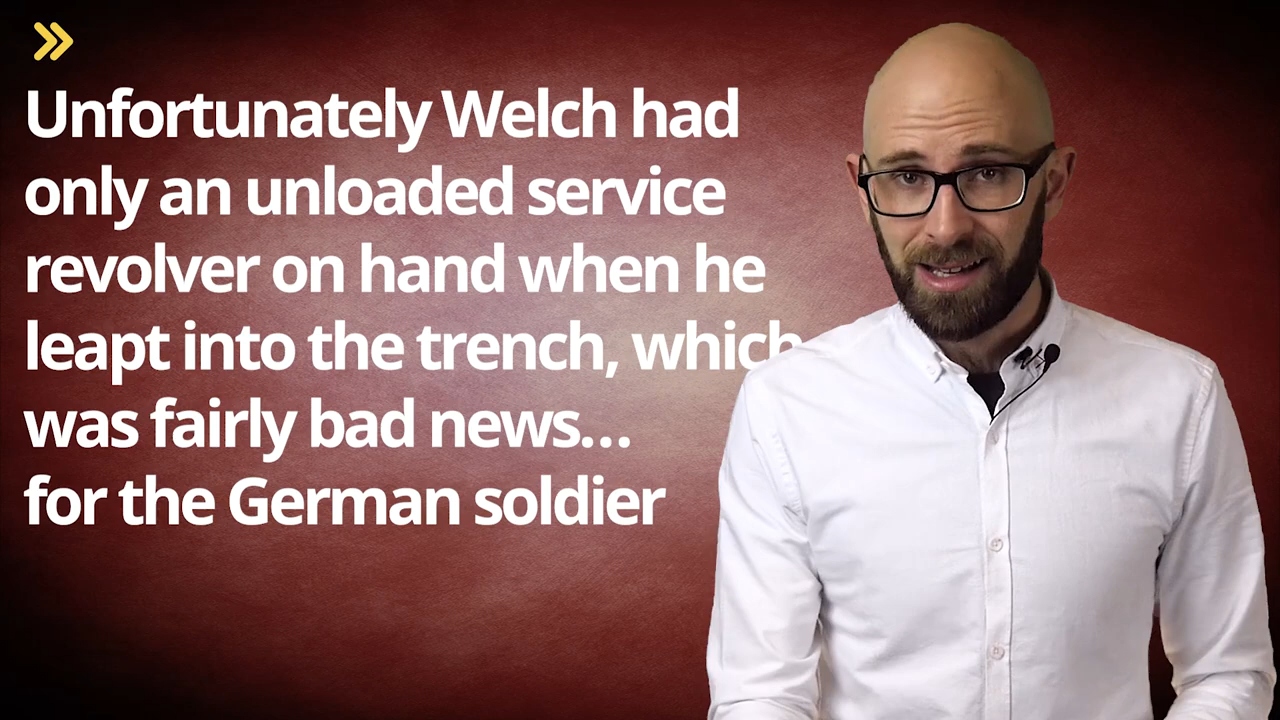 Unfortunately Welch had
only an unloaded service
revolver on hand when he
leapt into the trench, which
was fairly bad news...
for the German soldier